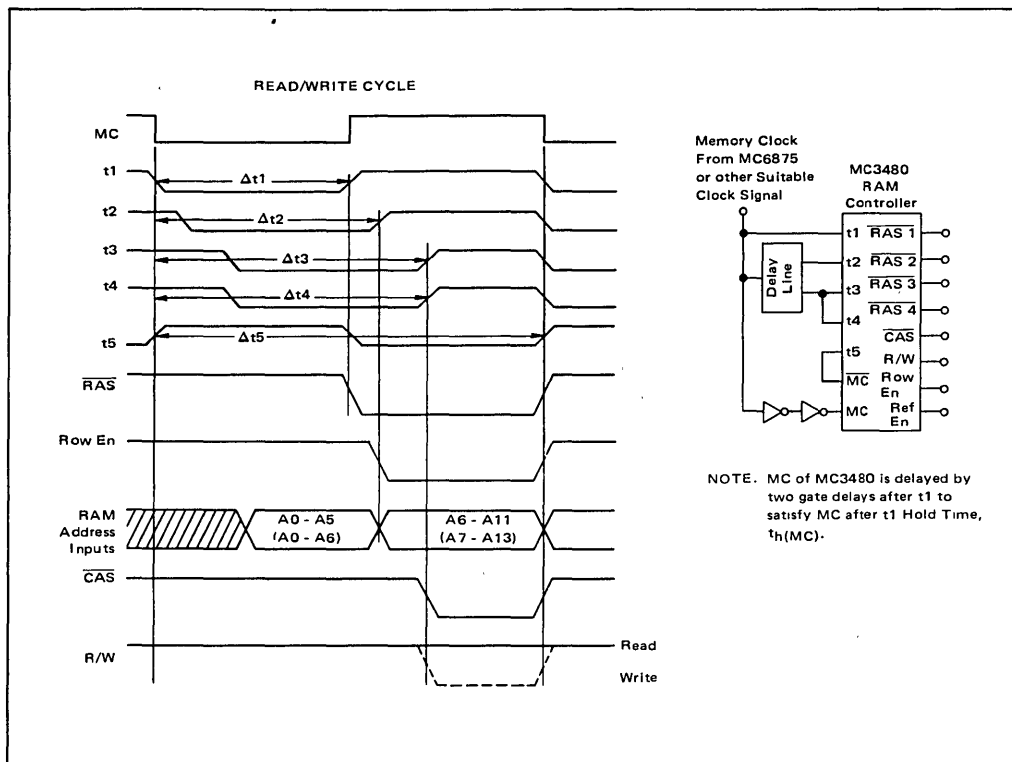 READ/WRITE CYCLE
MC
t1
Δt1
t2
Δt2
t3
Δt3
t4
Δt4
t5
Δt5
RAS
Row En
RAM
Address
Inputs
A0 - A5
(A0 - A6)
A6 - A11
(A7 - A13)
CAS
R/W
Read
Write
Memory Clock
From MC6875
or other Suitable
Clock Signal
MC3480
RAM
Controller
Delay
Line
t1 RAS 1
t2 RAS 2
t3 RAS 3
t4 RAS 4
CAS
t5 R/W
MC Row
En
MC Ref
En
NOTE. MC of MC3480 is delayed by
two gate delays after t1 to
satisfy MC after t1 Hold Time,
th(MC).